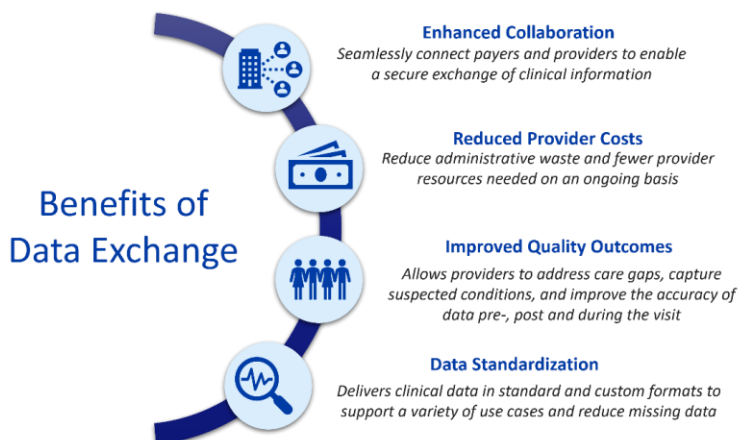 Benefits of
Data Exchange
Enhanced Collaboration
Seamlessly connect payers and providers to enable
a secure exchange of clinical information
Reduced Provider Costs
Reduce administrative waste and fewer provider
resources needed on an ongoing basis
Improved Quality Outcomes
Allows providers to address care gaps, capture
suspected conditions, and improve the accuracy of
data pre-, post and during the visit
Data Standardization
Delivers clinical data in standard and custom formats to
support a variety of use cases and reduce missing data